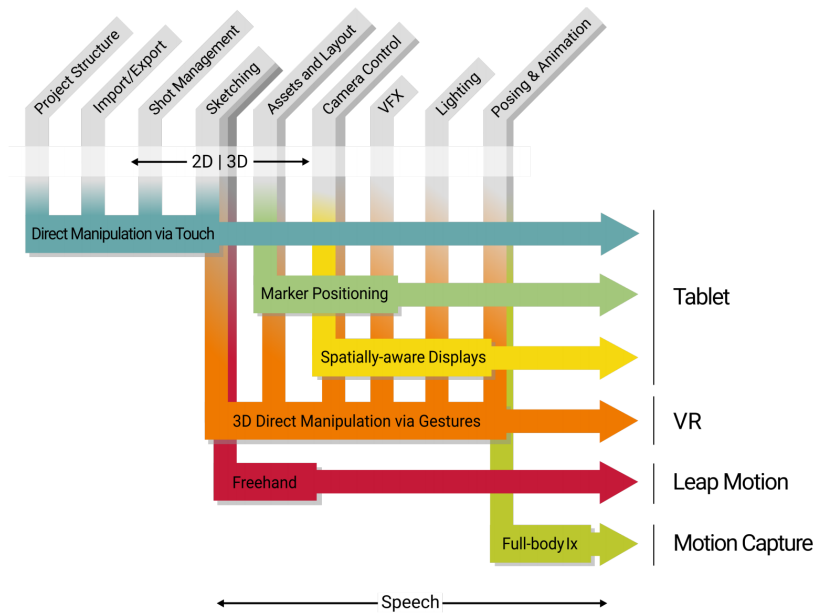 Project Structure
Import/Export
Shot Management
Sketching
Assets and Layout
Camera Control
VFX
Lighting
Posing & Animation
2D | 3D
Direct Manipulation via Touch
Marker Positioning
Tablet
Spatially-aware Displays
3D Direct Manipulation via Gestures
VR
Freehand
Leap Motion
Full-body Ix
Motion Capture
Speech